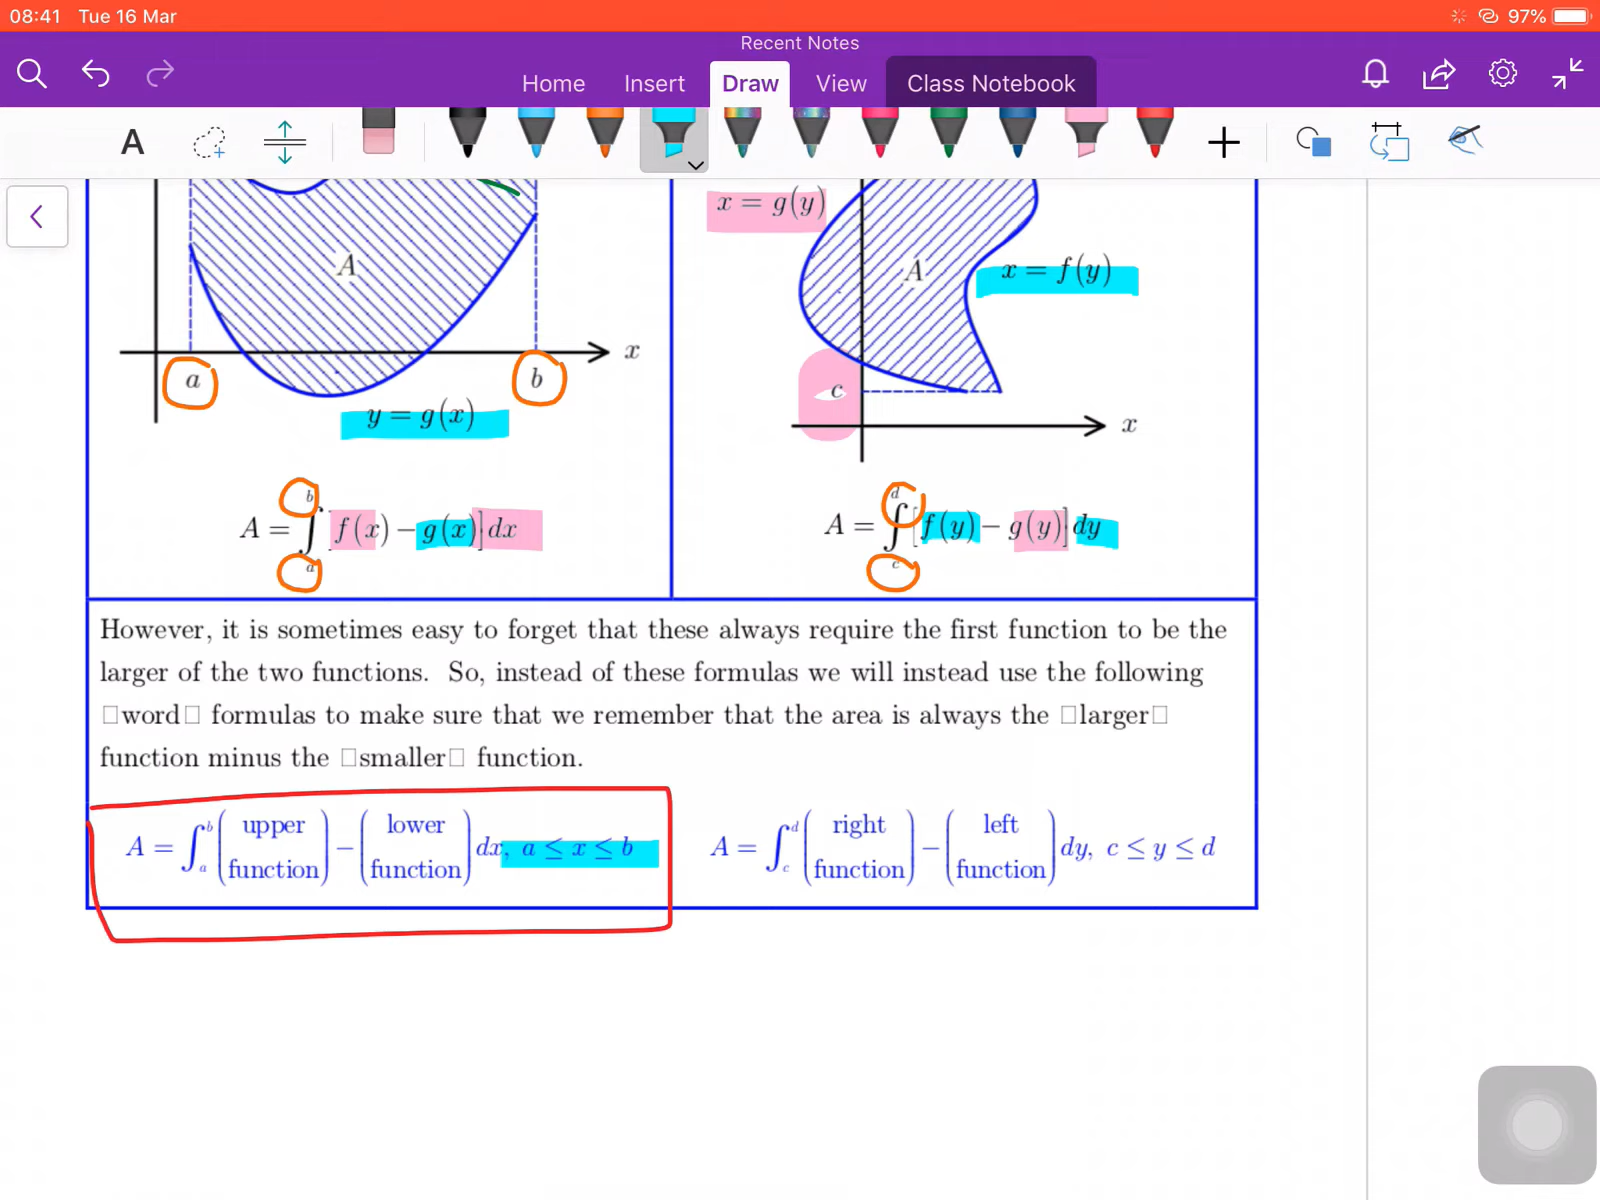 08:41 Tue 16 Mar
97%
Recent Notes
Home Insert Draw View Class Notebook
A
A
x
a
b
y = g(x)
x = g(y)
A
x = f(y)
c
x
A = ∫_a^b [f(x) − g(x)] dx
A = ∫_c^d [f(y) − g(y)] dy
However, it is sometimes easy to forget that these always require the first function to be the
larger of the two functions. So, instead of these formulas we will instead use the following
□word□ formulas to make sure that we remember that the area is always the □larger□
function minus the □smaller□ function.
A = ∫_a^b (upper function) − (lower function) dx, a ≤ x ≤ b
A = ∫_c^d (right function) − (left function) dy, c ≤ y ≤ d